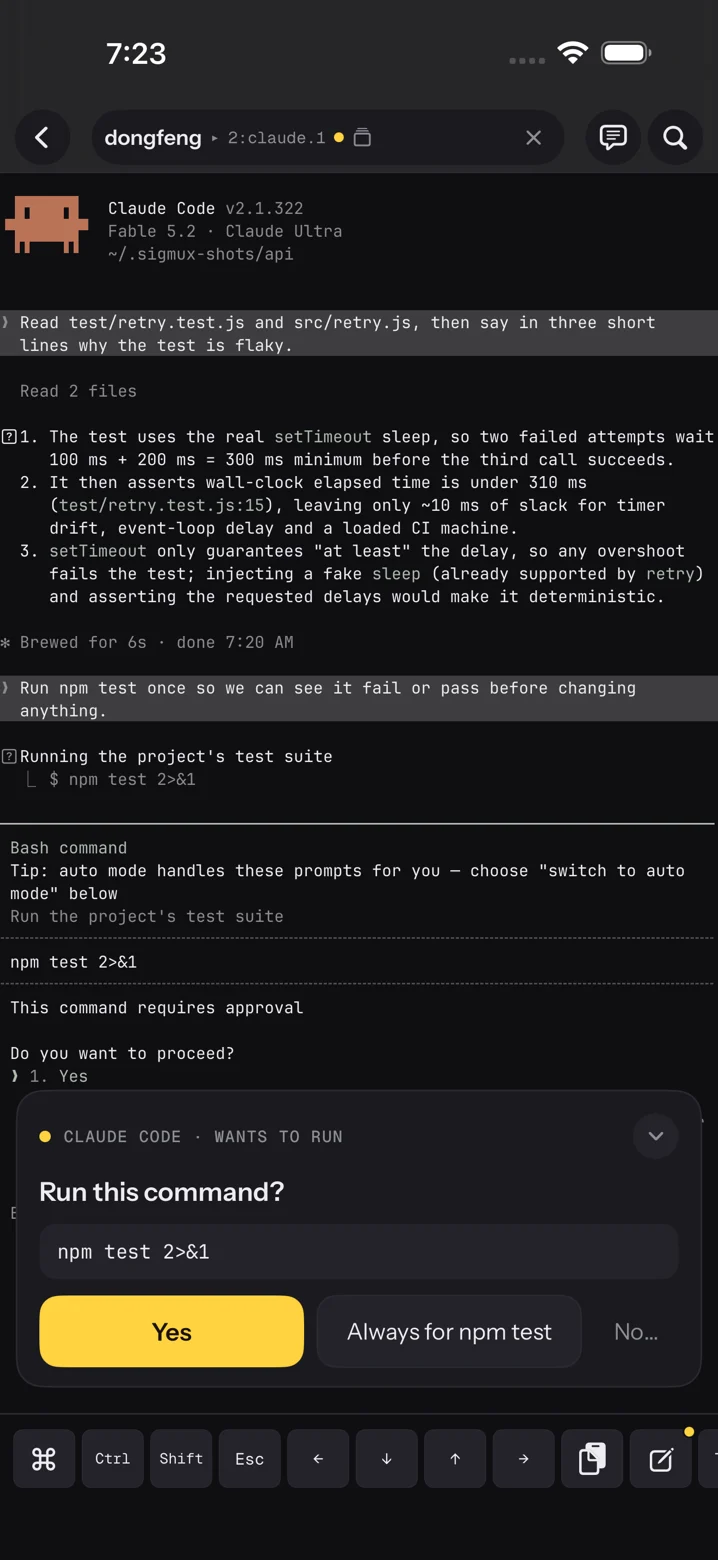 7:23
dongfeng ▸ 2:claude.1
Claude Code v2.1.322
Fable 5.2 · Claude Ultra
~/.sigmux-shots/api
❯ Read test/retry.test.js and src/retry.js, then say in three short
lines why the test is flaky.
Read 2 files
1. The test uses the real setTimeout sleep, so two failed attempts wait
100 ms + 200 ms = 300 ms minimum before the third call succeeds.
2. It then asserts wall-clock elapsed time is under 310 ms
(test/retry.test.js:15), leaving only ~10 ms of slack for timer
drift, event-loop delay and a loaded CI machine.
3. setTimeout only guarantees "at least" the delay, so any overshoot
fails the test; injecting a fake sleep (already supported by retry)
and asserting the requested delays would make it deterministic.
✻ Brewed for 6s · done 7:20 AM
❯ Run npm test once so we can see it fail or pass before changing
anything.
Running the project's test suite
⎿ $ npm test 2>&1
Bash command
Tip: auto mode handles these prompts for you — choose "switch to auto
mode" below
Run the project's test suite
npm test 2>&1
This command requires approval
Do you want to proceed?
❯ 1. Yes
CLAUDE CODE · WANTS TO RUN
Run this command?
npm test 2>&1
Yes
Always for npm test
No…
⌘ Ctrl Shift Esc ← ↓ ↑ →